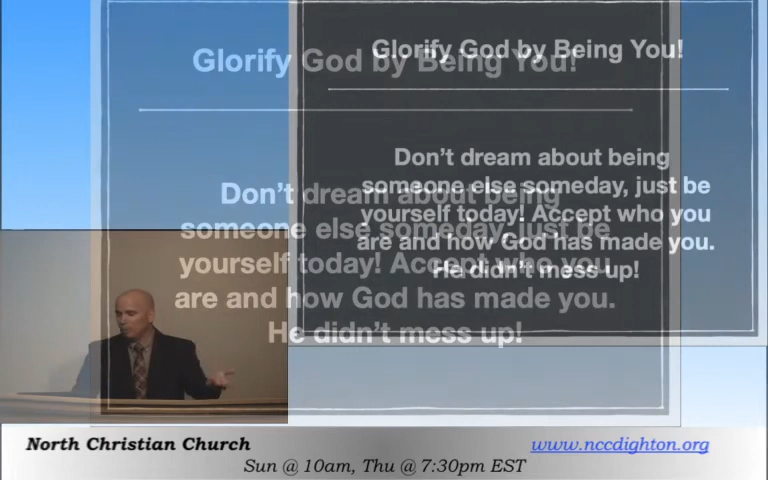 Glorify God by Being You!
Don't dream about being
someone else someday, just be
yourself today! Accept who you
are and how God has made you.
He didn't mess up!
Glorify God by Being You!
Don't dream about being
someone else someday, just be
yourself today! Accept who you
are and how God has made you.
He didn't mess up!
North Christian Church
www.nccdighton.org
Sun @ 10am, Thu @ 7:30pm EST